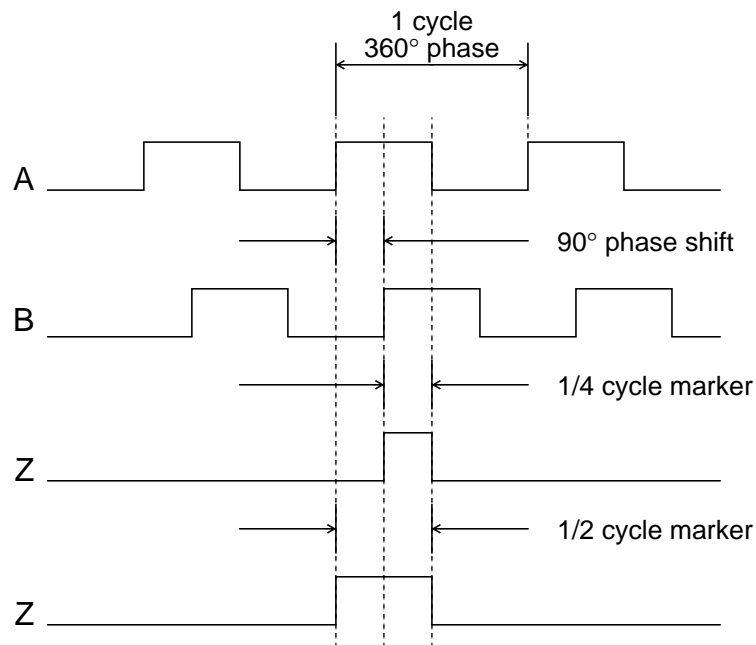 1 cycle
360° phase
A
90° phase shift
B
1/4 cycle marker
Z
1/2 cycle marker
Z